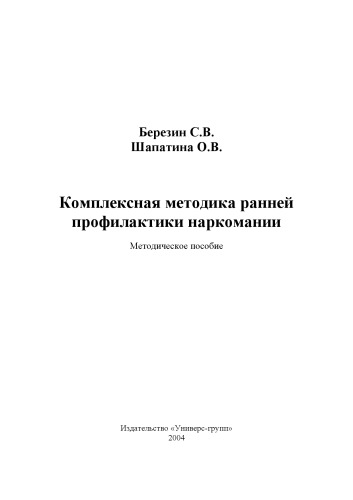 Березин С.В.
Шапатина О.В.
Комплексная методика ранней
профилактики наркомании
Методическое пособие
Издательство «Универс-групп»
2004